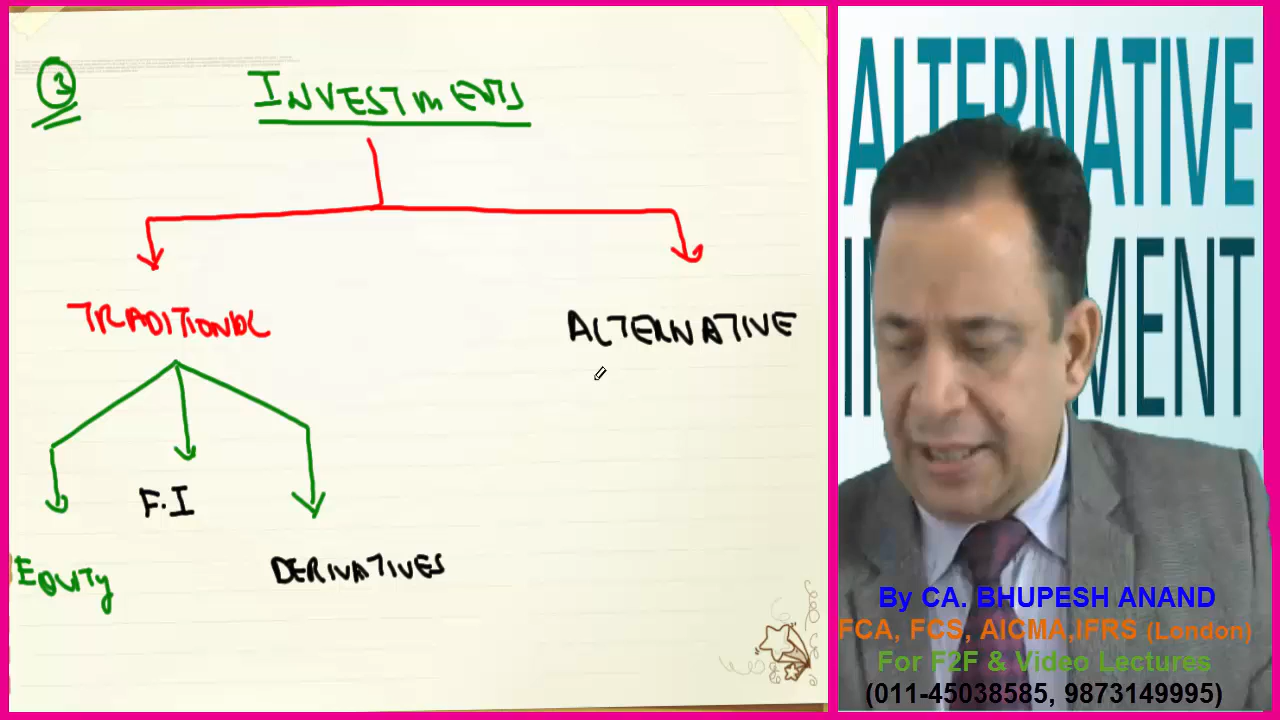 3
INVESTMENTS
TRADITIONAL
ALTERNATIVE
F.I
EQUITY
DERIVATIVES
ALTERNATIVE
By CA. BHUPESH ANAND
FCA, FCS, AICMA,IFRS (London)
For F2F & Video Lectures
(011-45038585, 9873149995)